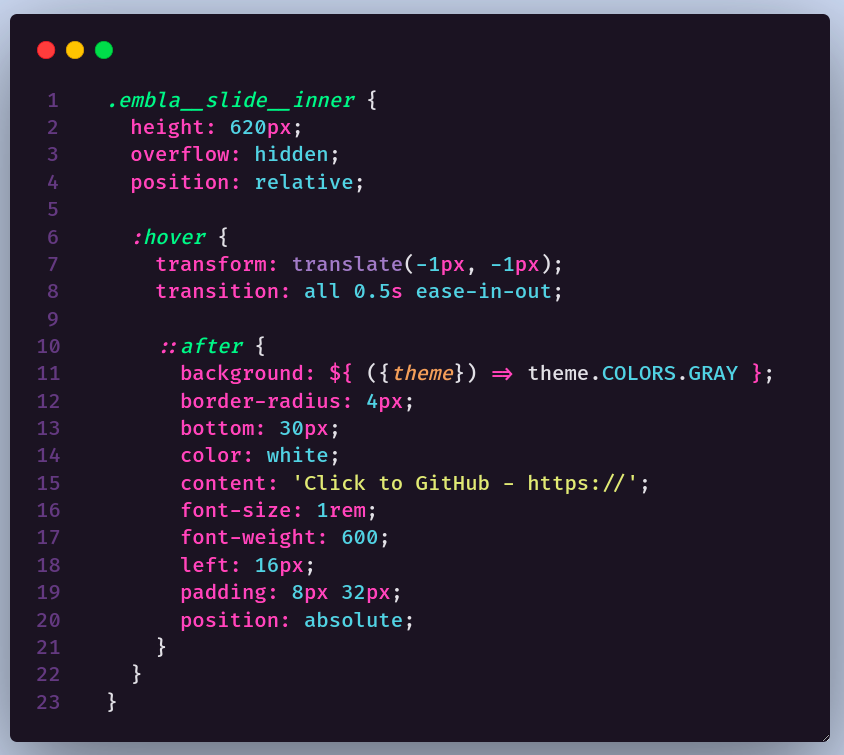 1 .embla__slide__inner {
2 height: 620px;
3 overflow: hidden;
4 position: relative;
5
6 :hover {
7 transform: translate(-1px, -1px);
8 transition: all 0.5s ease-in-out;
9
10 ::after {
11 background: ${ ({theme}) => theme.COLORS.GRAY };
12 border-radius: 4px;
13 bottom: 30px;
14 color: white;
15 content: 'Click to GitHub - https://';
16 font-size: 1rem;
17 font-weight: 600;
18 left: 16px;
19 padding: 8px 32px;
20 position: absolute;
21 }
22 }
23 }